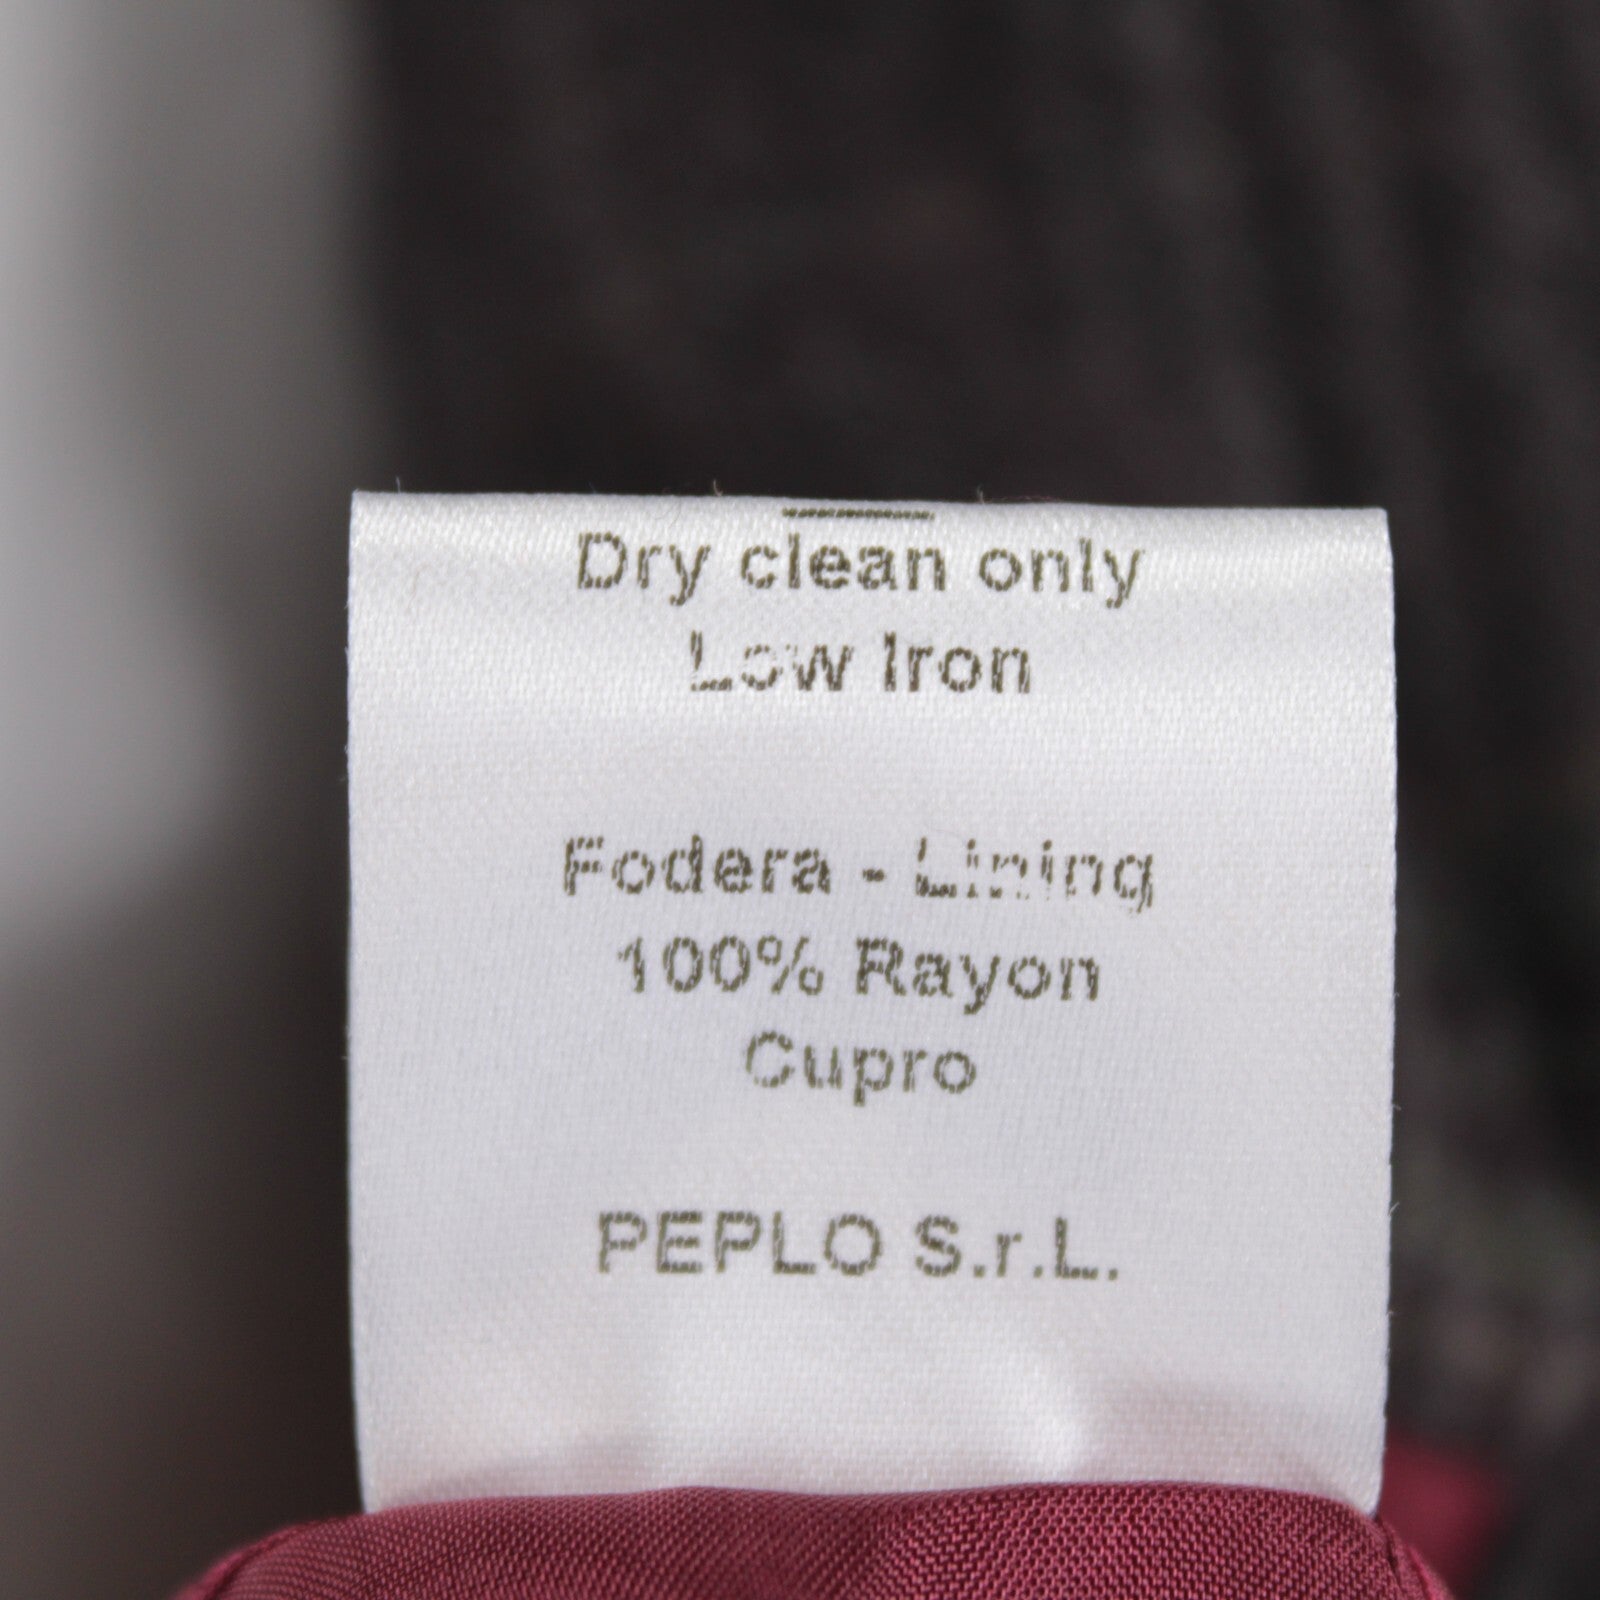 Dry clean only
Low Iron
Fodera - Lining
100% Rayon
Cupro
PEPLO S.r.L.